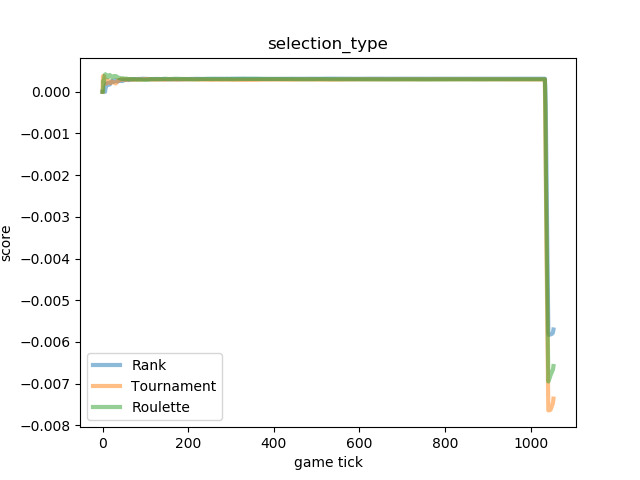 selection_type
0.000
−0.001
−0.002
−0.003
−0.004
−0.005
−0.006
−0.007
−0.008
score
Rank
Tournament
Roulette
0 200 400 600 800 1000
game tick